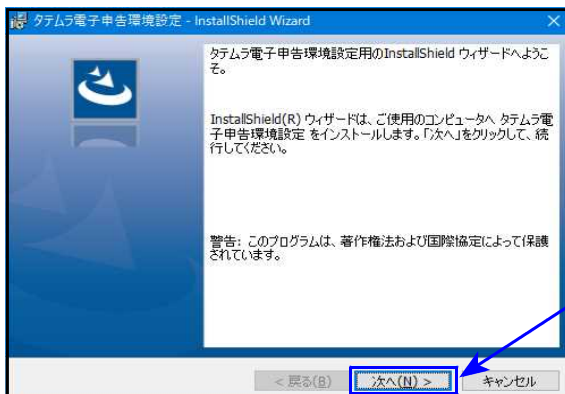 タテムラ電子申告環境設定 - InstallShield Wizard
タテムラ電子申告環境設定用のInstallShield ウィザードへようこ
そ。
InstallShield(R) ウィザードは、ご使用のコンピュータへ タテムラ電
子申告環境設定 をインストールします。「次へ」をクリックして、続
行してください。
警告: このプログラムは、著作権法および国際協定によって保護
されています。
< 戻る(B)
次へ(N) >
キャンセル